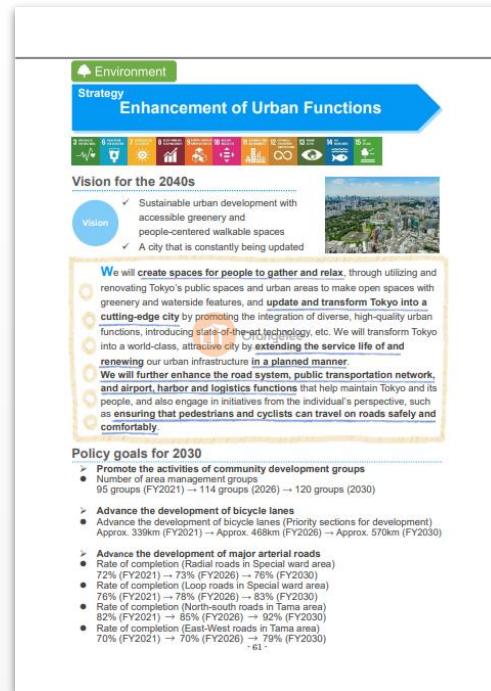 Environment
Strategy
Enhancement of Urban Functions
Vision for the 2040s
Vision
✓ Sustainable urban development with
accessible greenery and
people-centered walkable spaces
✓ A city that is constantly being updated
We will create spaces for people to gather and relax, through utilizing and
renovating Tokyo's public spaces and urban areas to make open spaces with
greenery and waterside features, and update and transform Tokyo into a
cutting-edge city by promoting the integration of diverse, high-quality urban
functions, introducing state-of-the-art technology, etc. We will transform Tokyo
into a world-class, attractive city by extending the service life of and
renewing our urban infrastructure in a planned manner.
We will further enhance the road system, public transportation network,
and airport, harbor and logistics functions that help maintain Tokyo and its
people, and also engage in initiatives from the individual's perspective, such
as ensuring that pedestrians and cyclists can travel on roads safely and
comfortably.
Policy goals for 2030
➢ Promote the activities of community development groups
● Number of area management groups
95 groups (FY2021) → 114 groups (2026) → 120 groups (2030)
➢ Advance the development of bicycle lanes
● Advance the development of bicycle lanes (Priority sections for development)
Approx. 339km (FY2021) → Approx. 468km (FY2026) → Approx. 570km (FY2030)
➢ Advance the development of major arterial roads
● Rate of completion (Radial roads in Special ward area)
72% (FY2021) → 73% (FY2026) → 76% (FY2030)
● Rate of completion (Loop roads in Special ward area)
76% (FY2021) → 78% (FY2026) → 83% (FY2030)
● Rate of completion (North-south roads in Tama area)
82% (FY2021) → 85% (FY2026) → 92% (FY2030)
● Rate of completion (East-West roads in Tama area)
70% (FY2021) → 70% (FY2026) → 79% (FY2030)
- 61 -